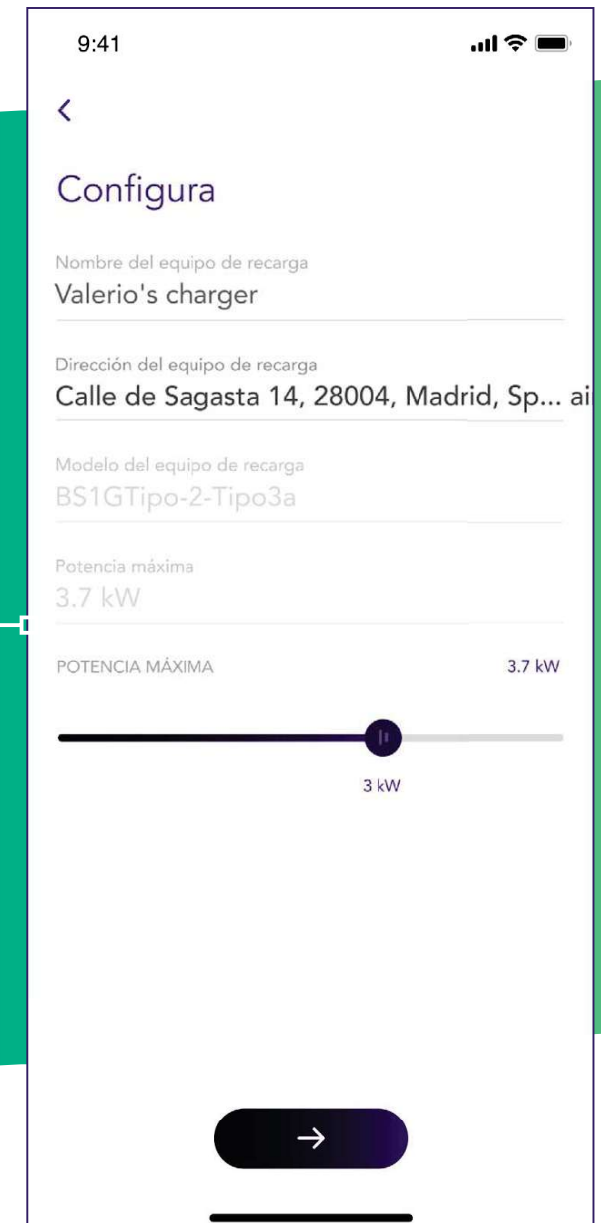 9:41
Configura
Nombre del equipo de recarga
Valerio's charger
Dirección del equipo de recarga
Calle de Sagasta 14, 28004, Madrid, Sp... ai
Modelo del equipo de recarga
BS1GTipo-2-Tipo3a
Potencia máxima
3.7 kW
POTENCIA MÁXIMA 3.7 kW
3 kW